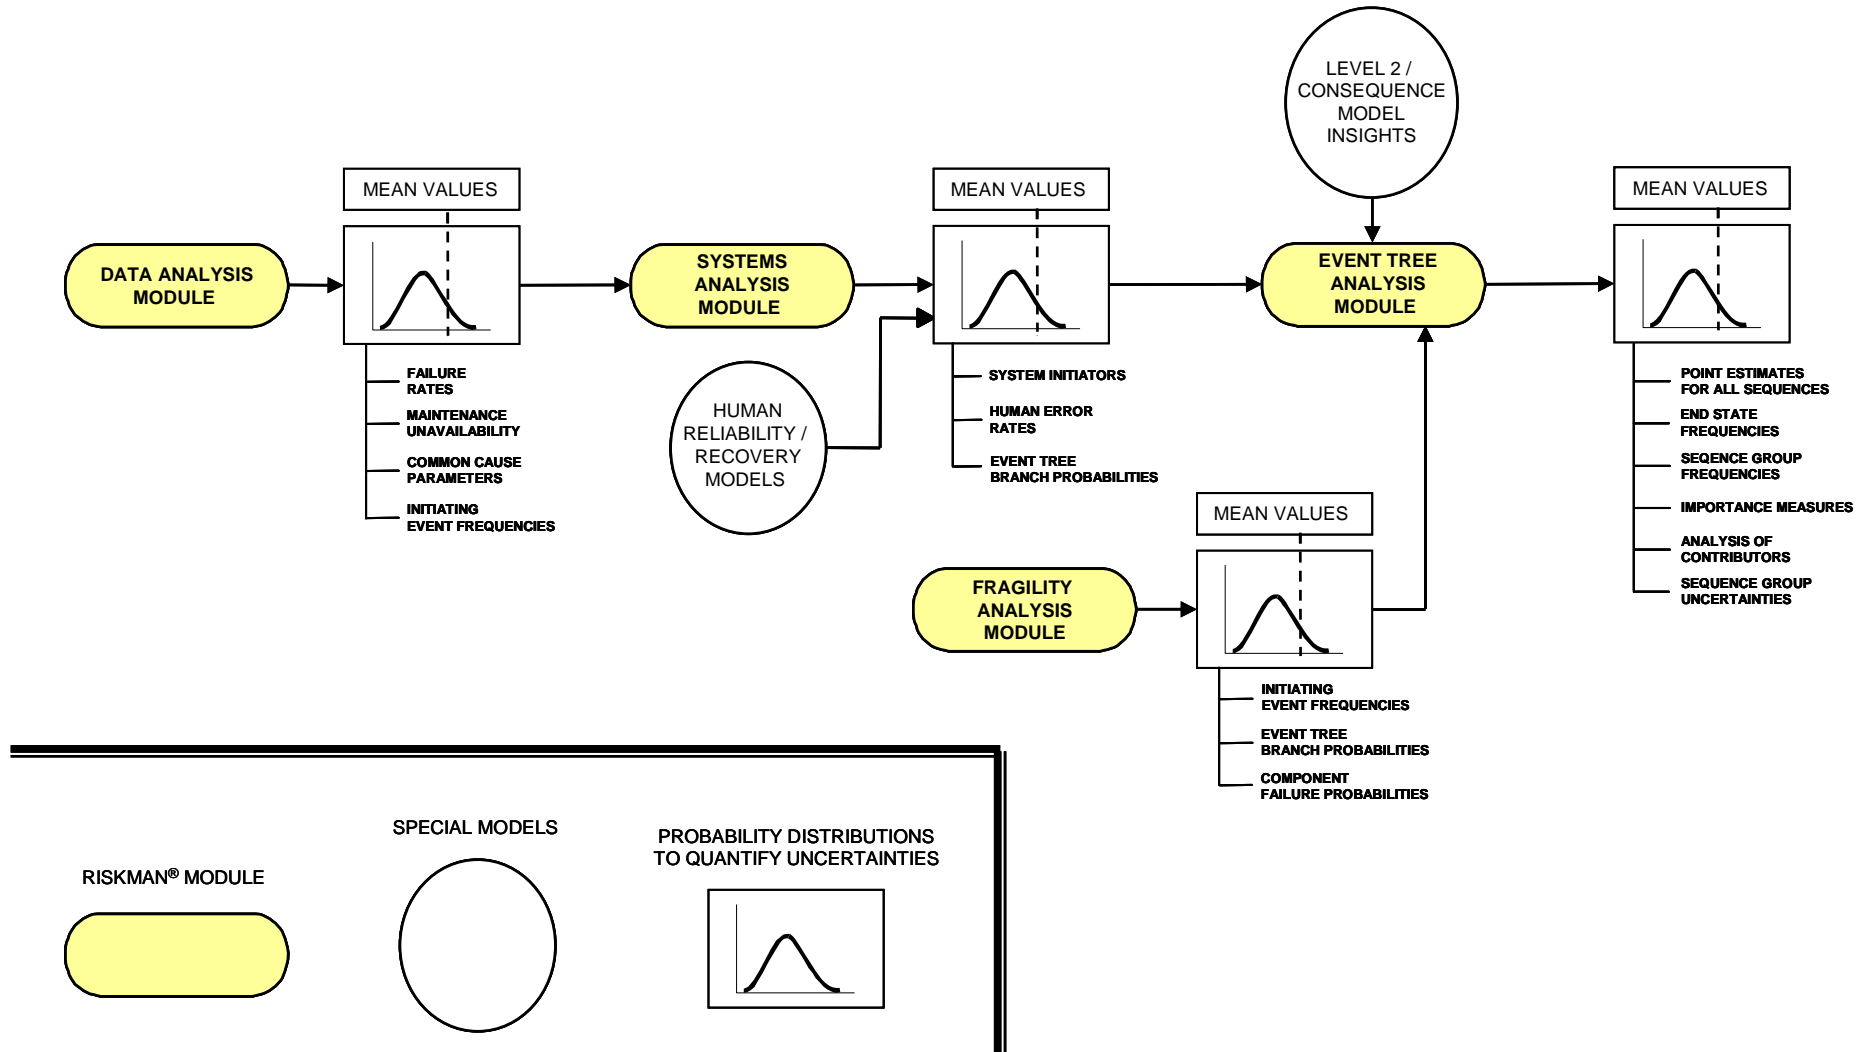 LEVEL 2 /
CONSEQUENCE
MODEL
INSIGHTS
MEAN VALUES
MEAN VALUES
MEAN VALUES
DATA ANALYSIS
MODULE
SYSTEMS
ANALYSIS
MODULE
EVENT TREE
ANALYSIS
MODULE
FAILURE
RATES
MAINTENANCE
UNAVAILABILITY
COMMON CAUSE
PARAMETERS
INITIATING
EVENT FREQUENCIES
HUMAN
RELIABILITY /
RECOVERY
MODELS
SYSTEM INITIATORS
HUMAN ERROR
RATES
EVENT TREE
BRANCH PROBABILITIES
POINT ESTIMATES
FOR ALL SEQUENCES
END STATE
FREQUENCIES
SEQENCE GROUP
FREQUENCIES
IMPORTANCE MEASURES
ANALYSIS OF
CONTRIBUTORS
SEQUENCE GROUP
UNCERTAINTIES
MEAN VALUES
FRAGILITY
ANALYSIS
MODULE
INITIATING
EVENT FREQUENCIES
EVENT TREE
BRANCH PROBABILITIES
COMPONENT
FAILURE PROBABILITIES
RISKMAN® MODULE
SPECIAL MODELS
PROBABILITY DISTRIBUTIONS
TO QUANTIFY UNCERTAINTIES